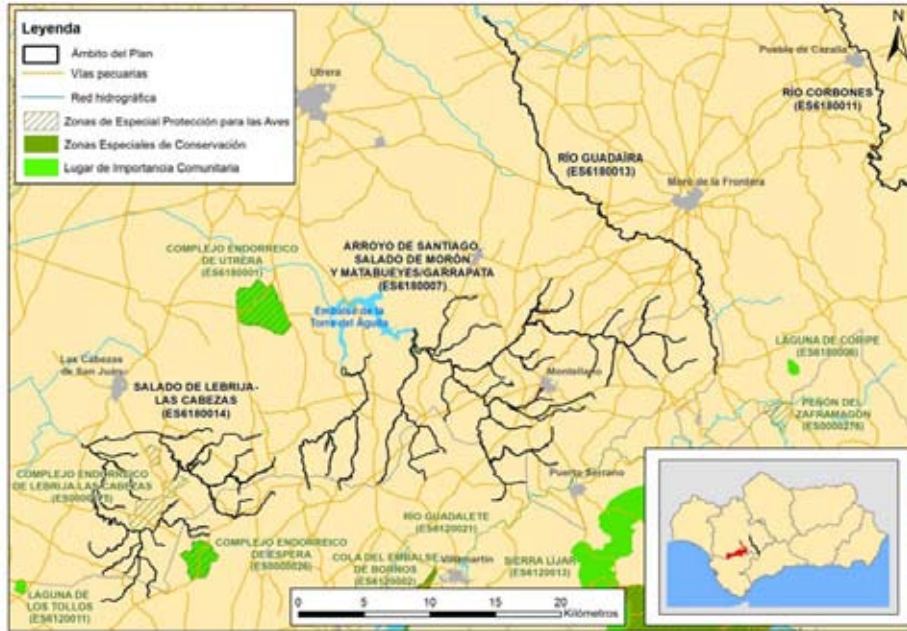 Leyenda
Ámbito del Plan
Vías pecuarias
Red hidrográfica
Zonas de Especial Protección para las Aves
Zonas Especiales de Conservación
Lugar de Importancia Comunitaria
N
Utrera
Puebla de Cazalla
RÍO CORBONES
(ES6180011)
RÍO GUADAÍRA
(ES6180013)
Morón de la Frontera
COMPLEJO ENDORREICO
DE UTRERA
(ES6180001)
ARROYO DE SANTIAGO,
SALADO DE MORÓN
Y MATABUEYES/GARRAPATA
(ES6180007)
Embalse de la
Torre del Águila
Las Cabezas
de San Juan
SALADO DE LEBRIJA-
LAS CABEZAS
(ES6180014)
Montellano
LAGUNA DE CORIPE
(ES6180006)
PEÑÓN DEL
ZAFRAMAGÓN
(ES0000276)
COMPLEJO ENDORREICO
DE LEBRIJA-LAS CABEZAS
Puerto Serrano
RÍO GUADALETE
(ES6120021)
COMPLEJO ENDORREICO
DE ESPERA
(ES0000026)
COLA DEL EMBALSE
DE BORNOS
(ES6120002)
Villamartín
SIERRA LÍJAR
(ES6120013)
LAGUNA DE
LOS TOLLOS
(ES6120011)
0 5 10 15 20
Kilómetros